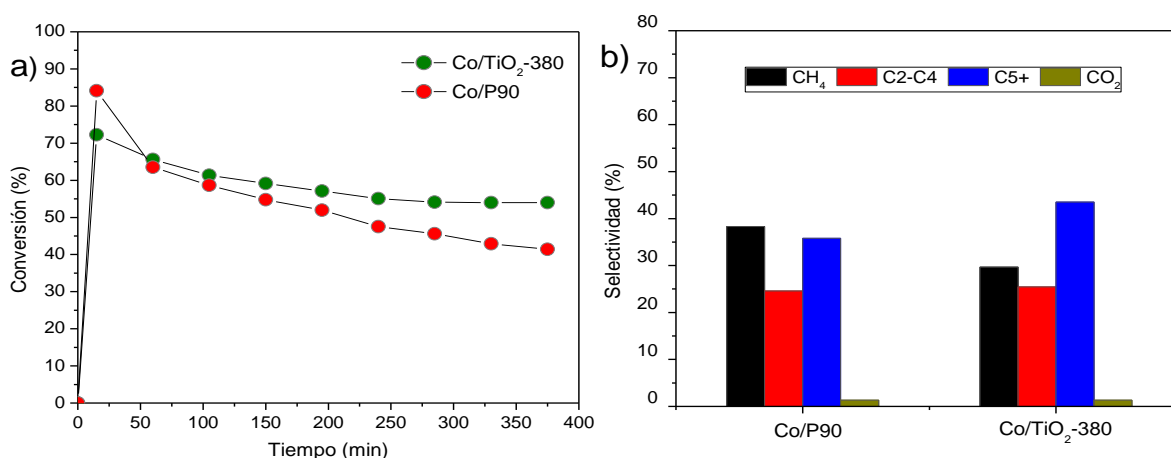 a)
Co/TiO2-380
Co/P90
100
90
80
70
60
50
40
30
20
10
0
Conversión (%)
0 50 100 150 200 250 300 350 400
Tiempo (min)
b)
CH4 C2-C4 C5+ CO2
80
70
60
50
40
30
20
10
0
Selectividad (%)
Co/P90 Co/TiO2-380